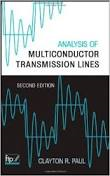 ANALYSIS OF
MULTICONDUCTOR
TRANSMISSION LINES
SECOND EDITION
CLAYTON R. PAUL